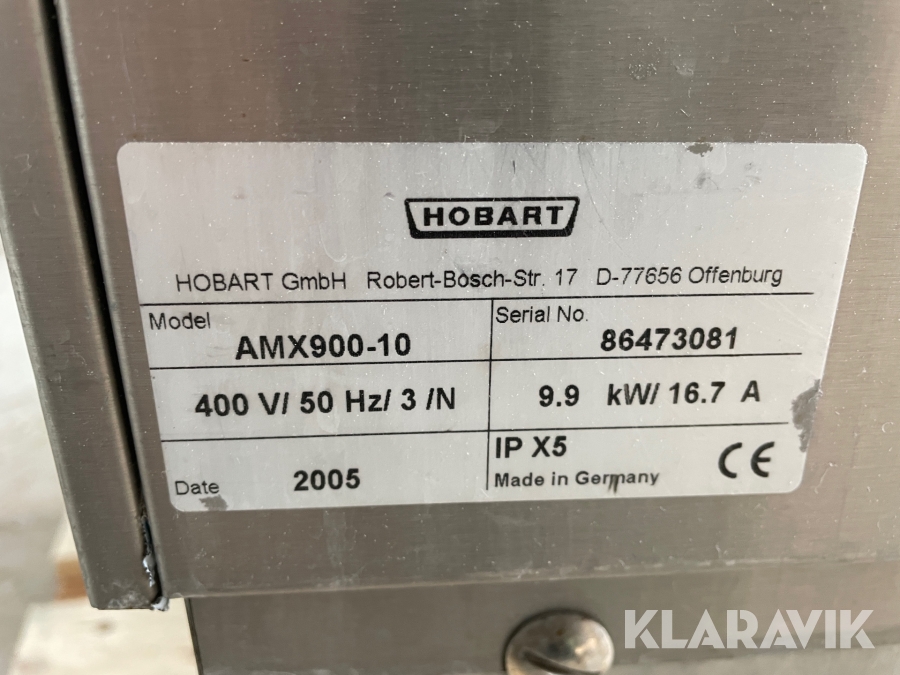 HOBART
HOBART GmbH Robert-Bosch-Str. 17 D-77656 Offenburg
Model AMX900-10
Serial No. 86473081
400 V/ 50 Hz/ 3 /N
9.9 kW/ 16.7 A
Date 2005
IP X5
Made in Germany
CE
KLARAVIK